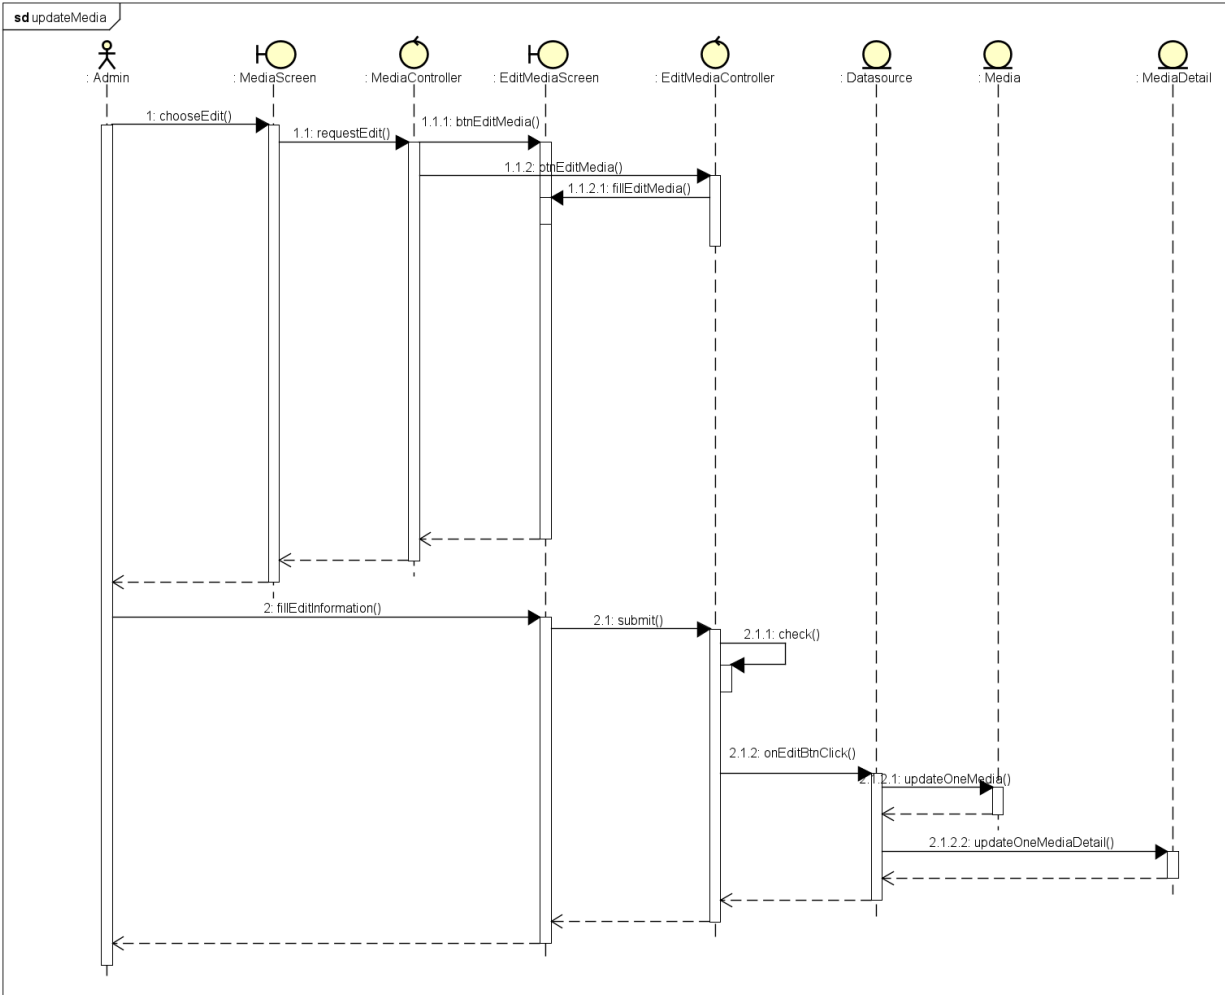 sd updateMedia
: Admin
: MediaScreen
: MediaController
: EditMediaScreen
: EditMediaController
: Datasource
: Media
: MediaDetail
1: chooseEdit()
1.1: requestEdit()
1.1.1: btnEditMedia()
1.1.2: btnEditMedia()
1.1.2.1: fillEditMedia()
2: fillEditInformation()
2.1: submit()
2.1.1: check()
2.1.2: onEditBtnClick()
2.1.2.1: updateOneMedia()
2.1.2.2: updateOneMediaDetail()